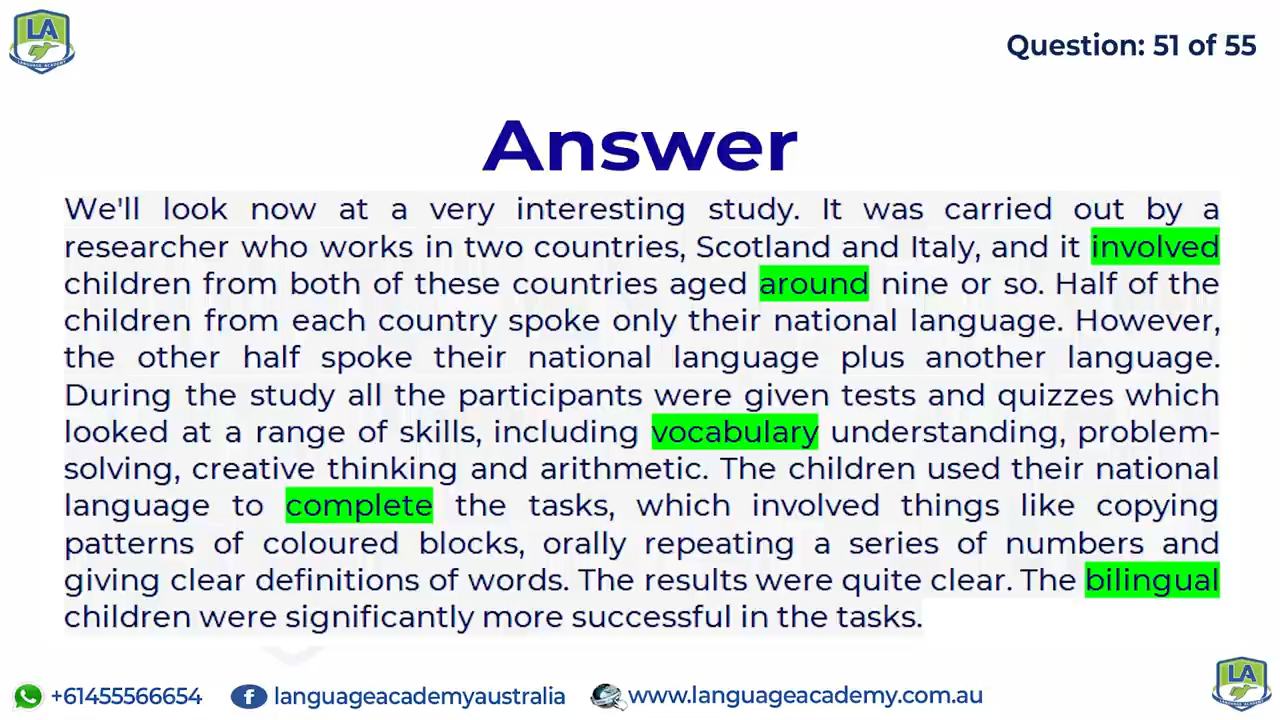 LA
LANGUAGE ACADEMY
Question: 51 of 55
Answer
We'll look now at a very interesting study. It was carried out by a
researcher who works in two countries, Scotland and Italy, and it involved
children from both of these countries aged around nine or so. Half of the
children from each country spoke only their national language. However,
the other half spoke their national language plus another language.
During the study all the participants were given tests and quizzes which
looked at a range of skills, including vocabulary understanding, problem-
solving, creative thinking and arithmetic. The children used their national
language to complete the tasks, which involved things like copying
patterns of coloured blocks, orally repeating a series of numbers and
giving clear definitions of words. The results were quite clear. The bilingual
children were significantly more successful in the tasks.
+61455566654
languageacademyaustralia
www.languageacademy.com.au
LA
LANGUAGE ACADEMY